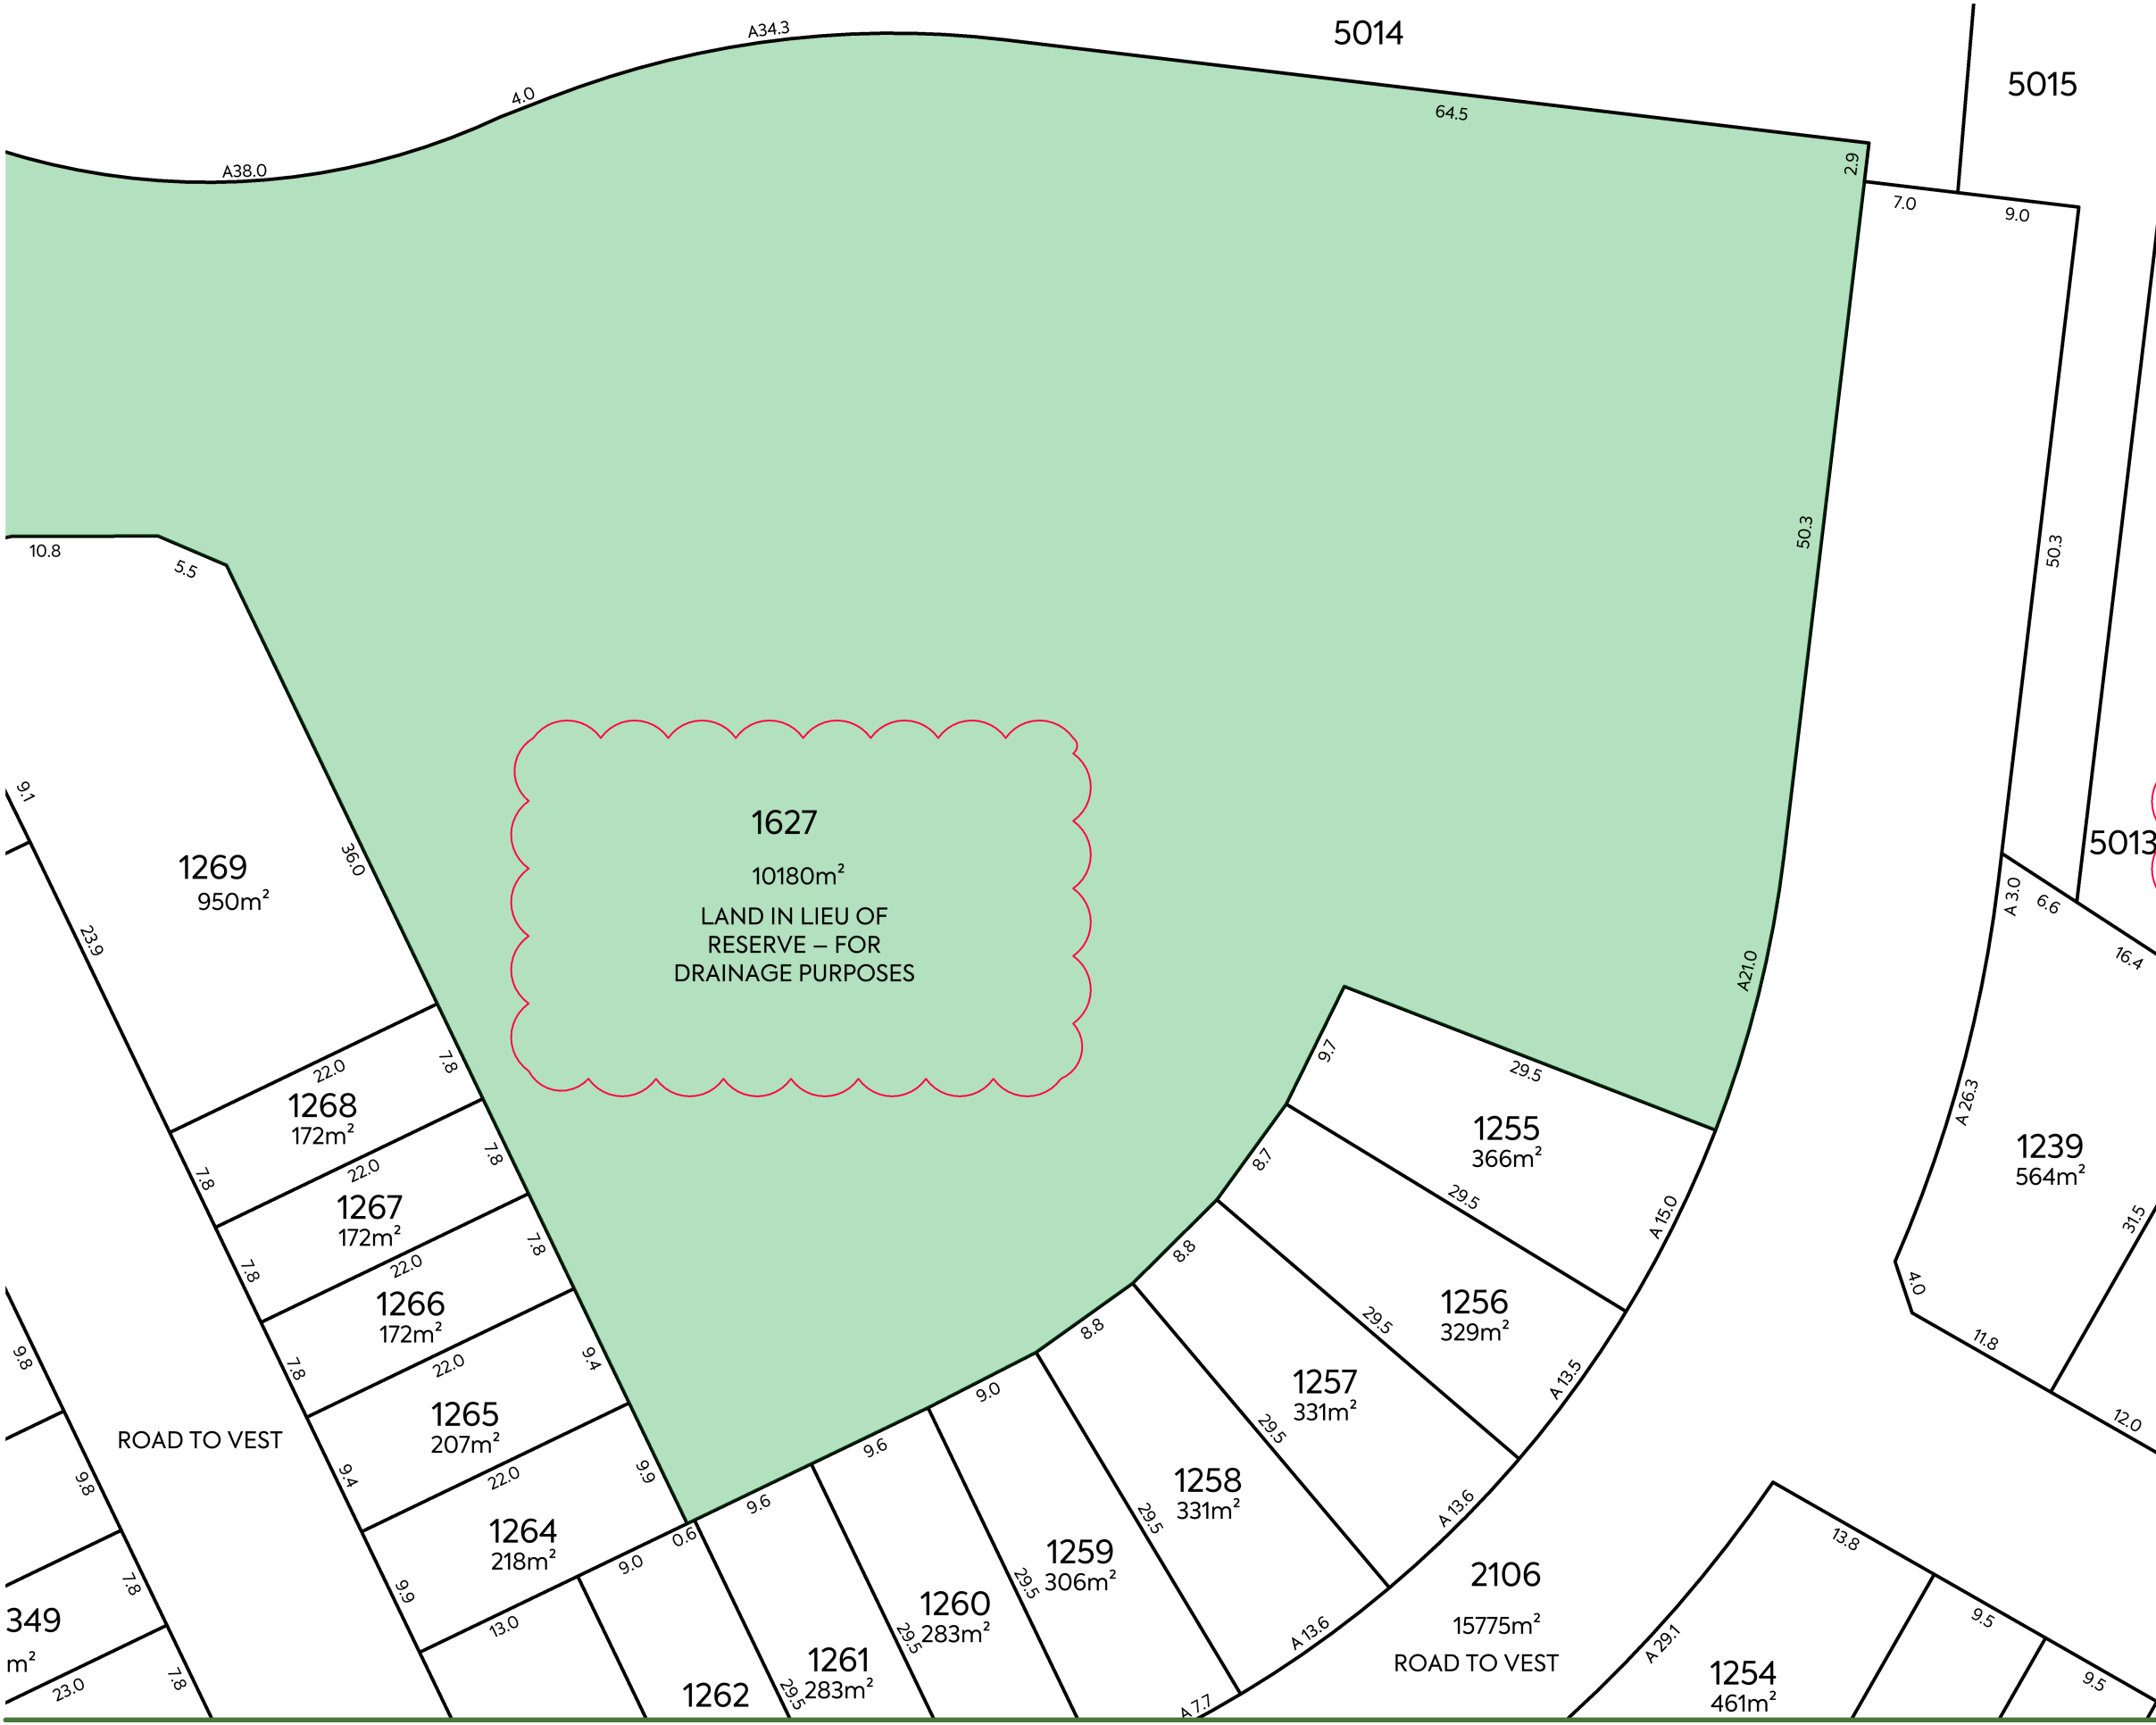 A34.3
5014
5015
4.0
64.5
A38.0
2.9
7.0
9.0
50.3
50.3
10.8
5.5
9.1
1627
10180m²
LAND IN LIEU OF
RESERVE – FOR
DRAINAGE PURPOSES
5013
1269
950m²
36.0
23.9
A 3.0
6.6
16.4
A21.0
9.7
29.5
22.0
7.8
1268
172m²
1255
366m²
A 26.3
1239
564m²
7.8
22.0
7.8
8.7
29.5
A 15.0
31.5
1267
172m²
7.8
22.0
7.8
8.8
4.0
1266
172m²
1256
329m²
29.5
8.8
11.8
9.8
7.8
22.0
9.4
9.0
1257
331m²
A 13.5
12.0
1265
207m²
ROAD TO VEST
9.6
29.5
9.8
9.4
22.0
9.9
9.6
1258
331m²
29.5
A 13.6
1264
218m²
0.6
13.8
7.8
9.9
9.0
1259
306m²
29.5
2106
15775m²
ROAD TO VEST
349
m²
13.0
1260
283m²
29.5
A 13.6
A 29.1
9.5
23.0
7.8
1262
29.5
1261
283m²
A 7.7
1254
461m²
9.5